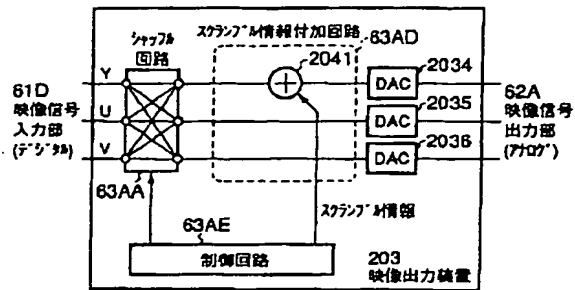 シャッフル
回路
スクランブル情報付加回路
63AD
2041
Y
U
V
61D
映像信号
入力部
(デジタル)
DAC
2034
DAC
2035
DAC
2036
62A
映像信号
出力部
(アナログ)
63AA
スクランブル情報
63AE
制御回路
203
映像出力装置